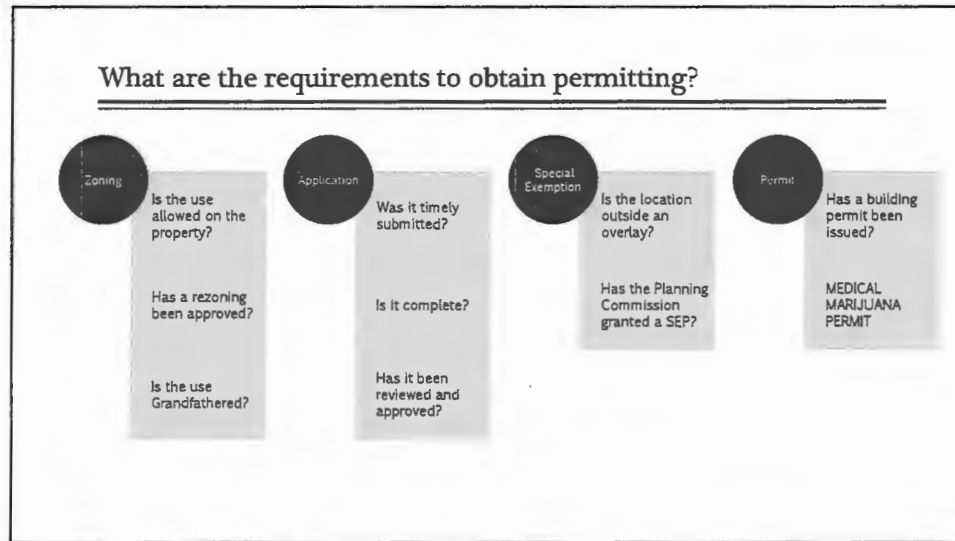 What are the requirements to obtain permitting?
Zoning
Is the use
allowed on the
property?
Has a rezoning
been approved?
Is the use
Grandfathered?
Application
Was it timely
submitted?
Is it complete?
Has it been
reviewed and
approved?
Special
Exemption
Is the location
outside an
overlay?
Has the Planning
Commission
granted a SEP?
Permit
Has a building
permit been
issued?
MEDICAL
MARIJUANA
PERMIT